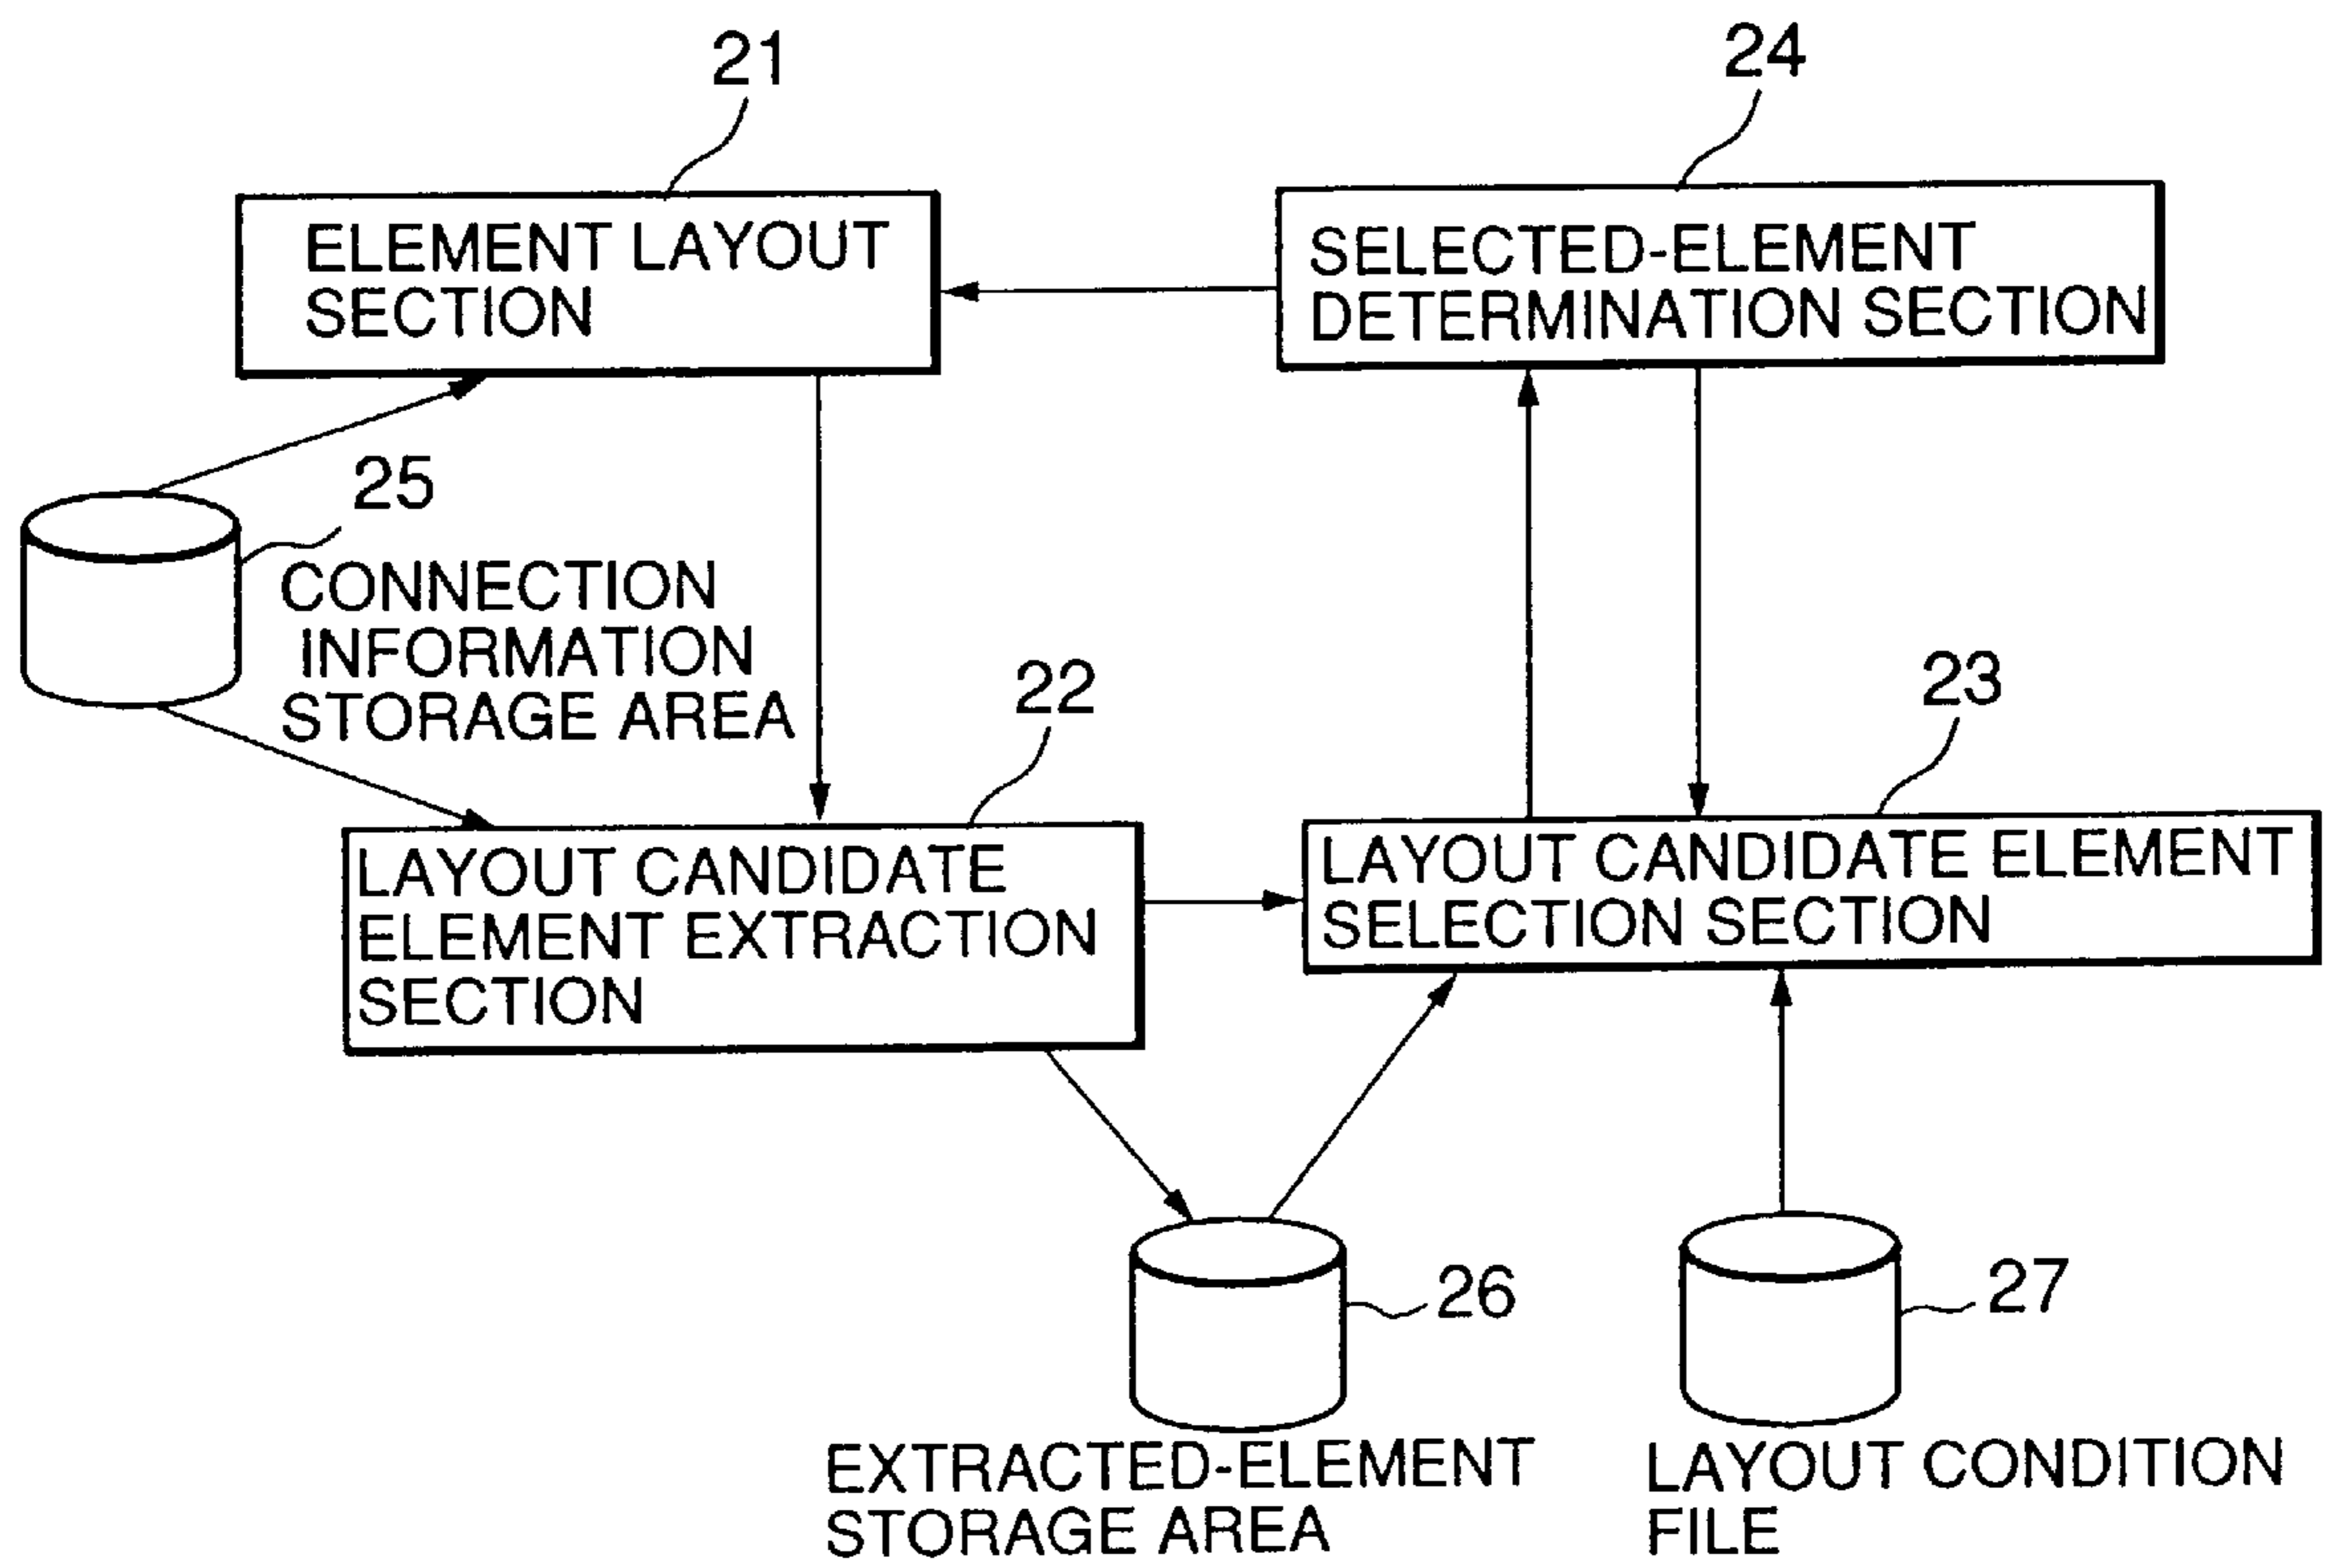 21
24
ELEMENT LAYOUT
SECTION
SELECTED-ELEMENT
DETERMINATION SECTION
25
CONNECTION
INFORMATION
STORAGE AREA
22
23
LAYOUT CANDIDATE
ELEMENT EXTRACTION
SECTION
LAYOUT CANDIDATE ELEMENT
SELECTION SECTION
26
27
EXTRACTED-ELEMENT
STORAGE AREA
LAYOUT CONDITION
FILE